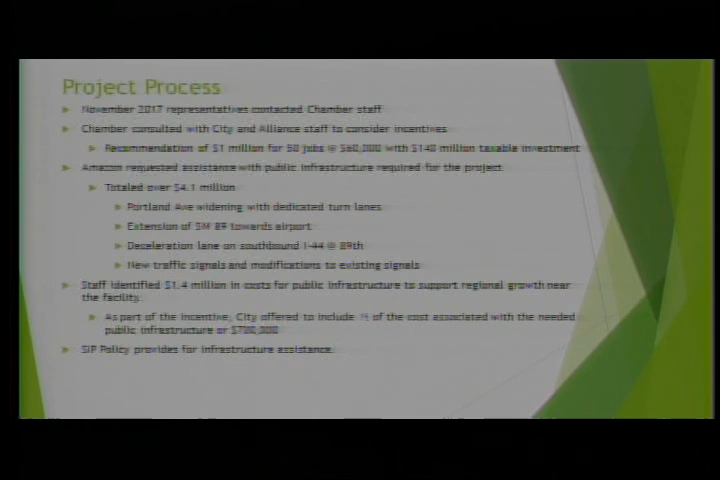 Project Process
November 2017 representatives contacted Chamber staff
Chamber consulted with City and Alliance staff to consider incentives
Recommendation of $1 million for 50 jobs @ $60,000 with $140 million taxable investment
Amazon requested assistance with public infrastructure required for the project
Totaled over $4.1 million
Portland Ave widening with dedicated turn lanes
Extension of SW 89 towards airport
Deceleration lane on southbound I-44 @ 89th
New traffic signals and modifications to existing signals
Staff identified $1.4 million in costs for public infrastructure to support regional growth near
the facility
As part of the incentive, City offered to include ½ of the cost associated with the needed
public infrastructure or $700,000
SIP Policy provides for infrastructure assistance.